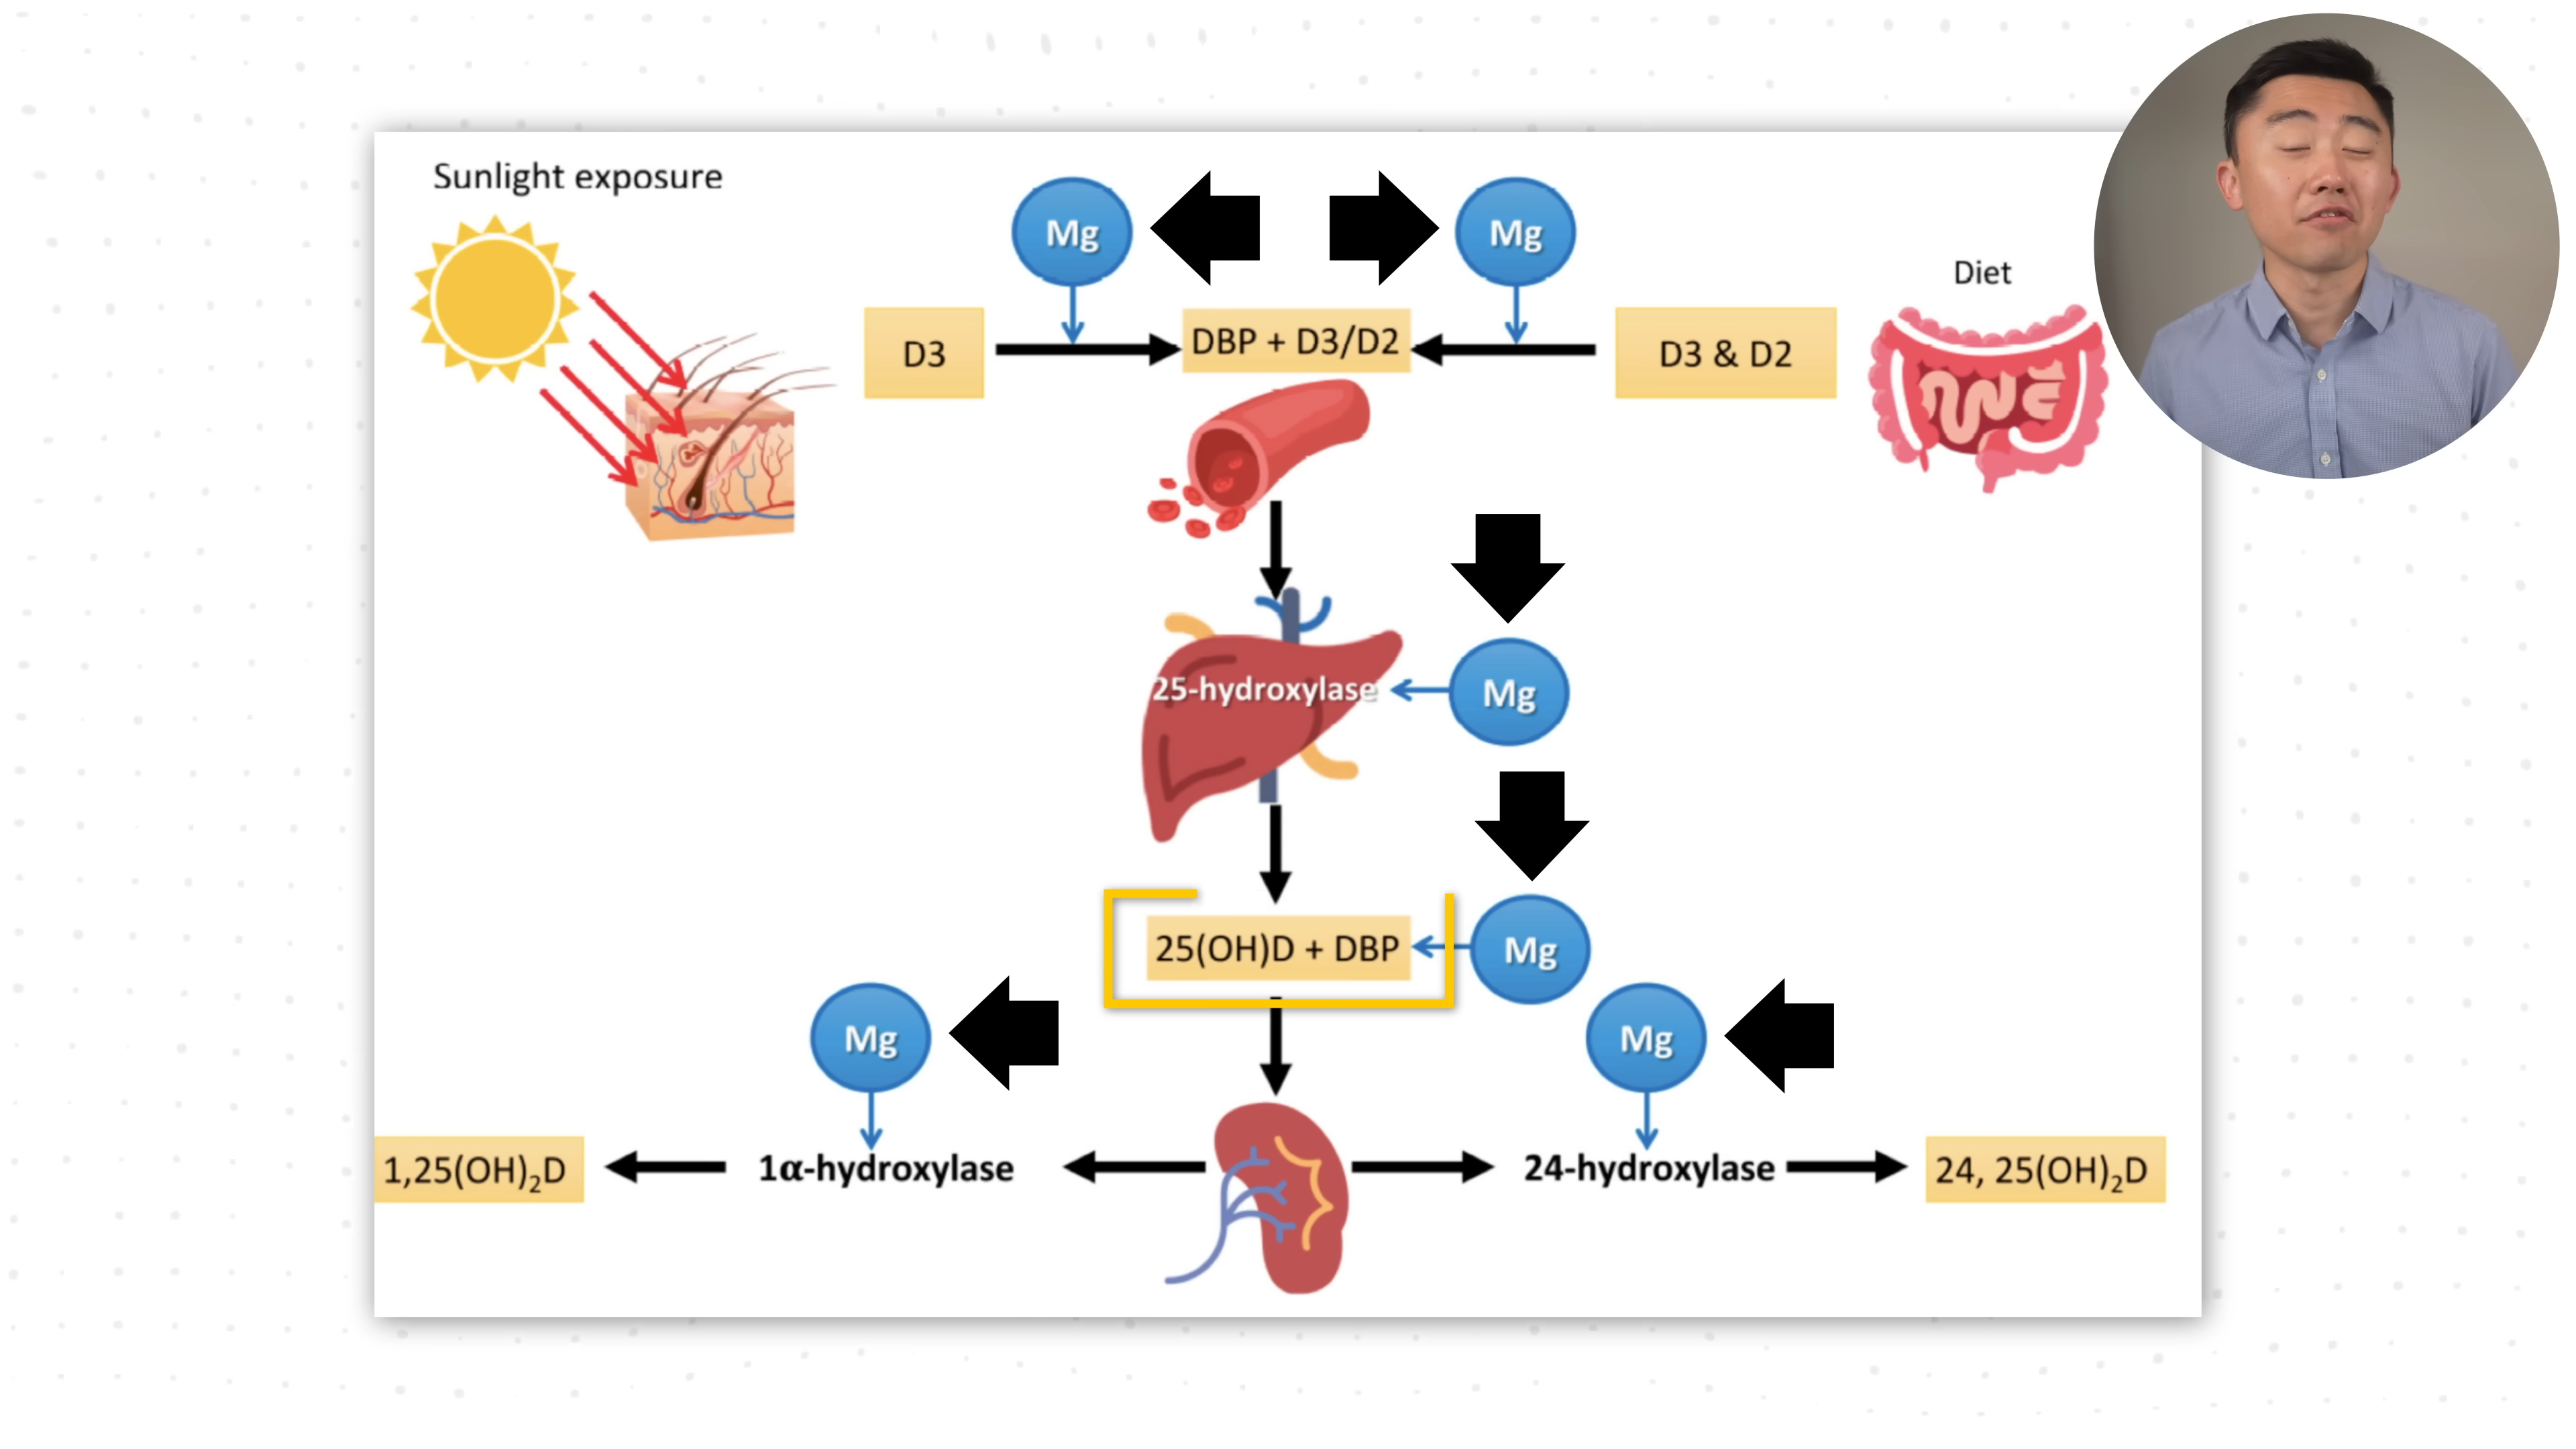 Sunlight exposure
Mg
Mg
Diet
D3
DBP + D3/D2
D3 & D2
25-hydroxylase
Mg
25(OH)D + DBP
Mg
Mg
Mg
1,25(OH)₂D
1α-hydroxylase
24-hydroxylase
24, 25(OH)₂D